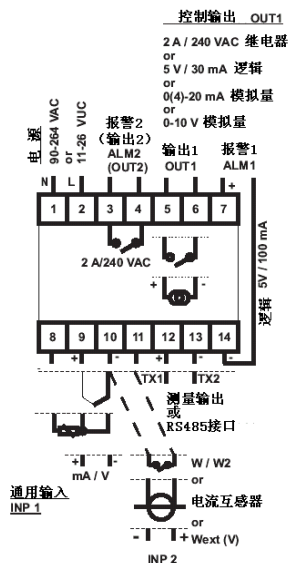 控制输出 OUT1
2 A / 240 VAC 继电器
or
5 V / 30 mA 逻辑
or
0(4)-20 mA 模拟量
or
0-10 V 模拟量
电 源
90-264 VAC
or
11-26 VUC
报警2
（输出2）
ALM2
(OUT2)
输出1
OUT1
报警1
ALM1
N L +
1 2 3 4 5 6 7
2 A/240 VAC
+ -
逻辑 5V / 100 mA
8 9 10 11 12 13 14
+ - + - -
TX1 TX2
测量输出
或
RS485接口
+ -
mA / V
通用输入
INP 1
W / W2
or
电流互感器
or
- + Wext (V)
INP 2